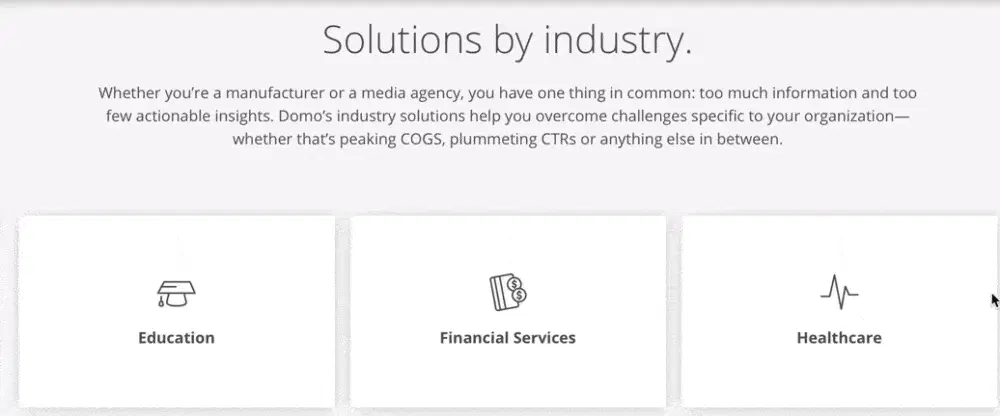 Solutions by industry.
Whether you’re a manufacturer or a media agency, you have one thing in common: too much information and too
few actionable insights. Domo’s industry solutions help you overcome challenges specific to your organization—
whether that’s peaking COGS, plummeting CTRs or anything else in between.
Education
Financial Services
Healthcare